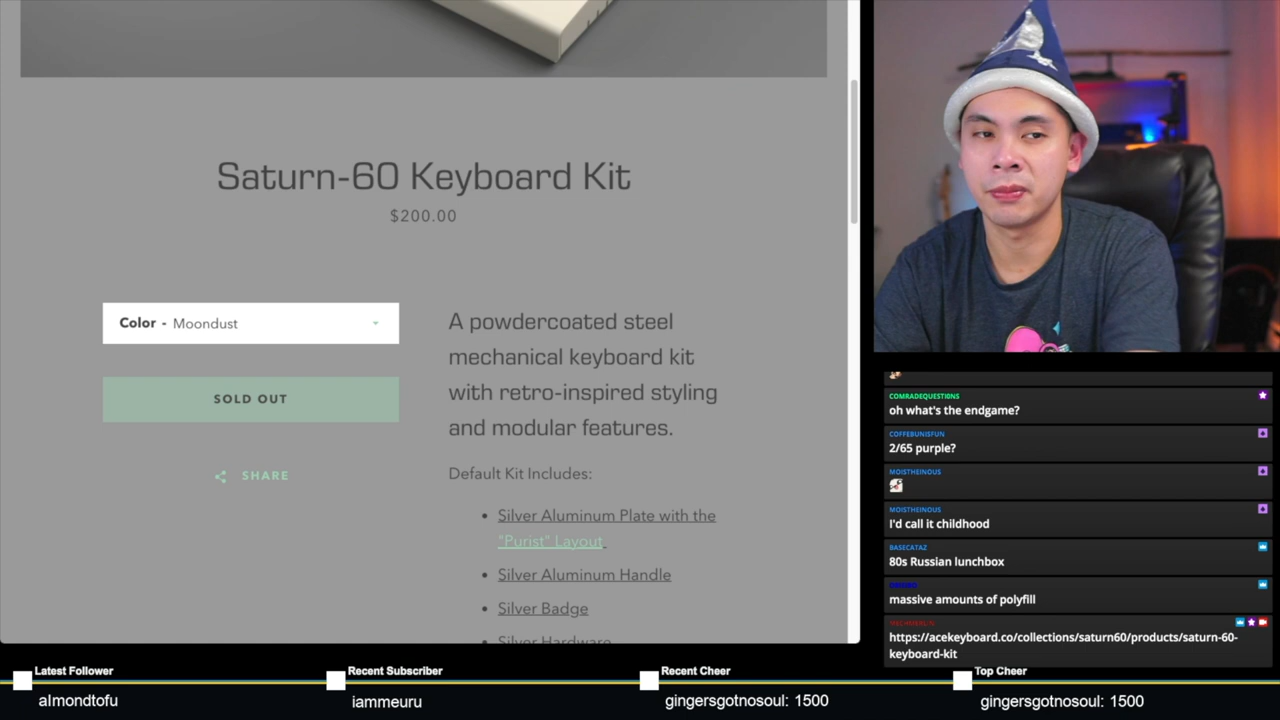 Saturn-60 Keyboard Kit
$200.00
Color - Moondust
SOLD OUT
SHARE
A powdercoated steel
mechanical keyboard kit
with retro-inspired styling
and modular features.
Default Kit Includes:
Silver Aluminum Plate with the
"Purist" Layout
Silver Aluminum Handle
Silver Badge
Silver Hardware
COMRADEQUESTI0NS
oh what's the endgame?
COFFEBUNISFUN
2/65 purple?
MOISTHEINOUS
MOISTHEINOUS
I'd call it childhood
BASECATAZ
80s Russian lunchbox
massive amounts of polyfill
https://acekeyboard.co/collections/saturn60/products/saturn-60-
keyboard-kit
Latest Follower
almondtofu
Recent Subscriber
iammeuru
Recent Cheer
gingersgotnosoul: 1500
Top Cheer
gingersgotnosoul: 1500